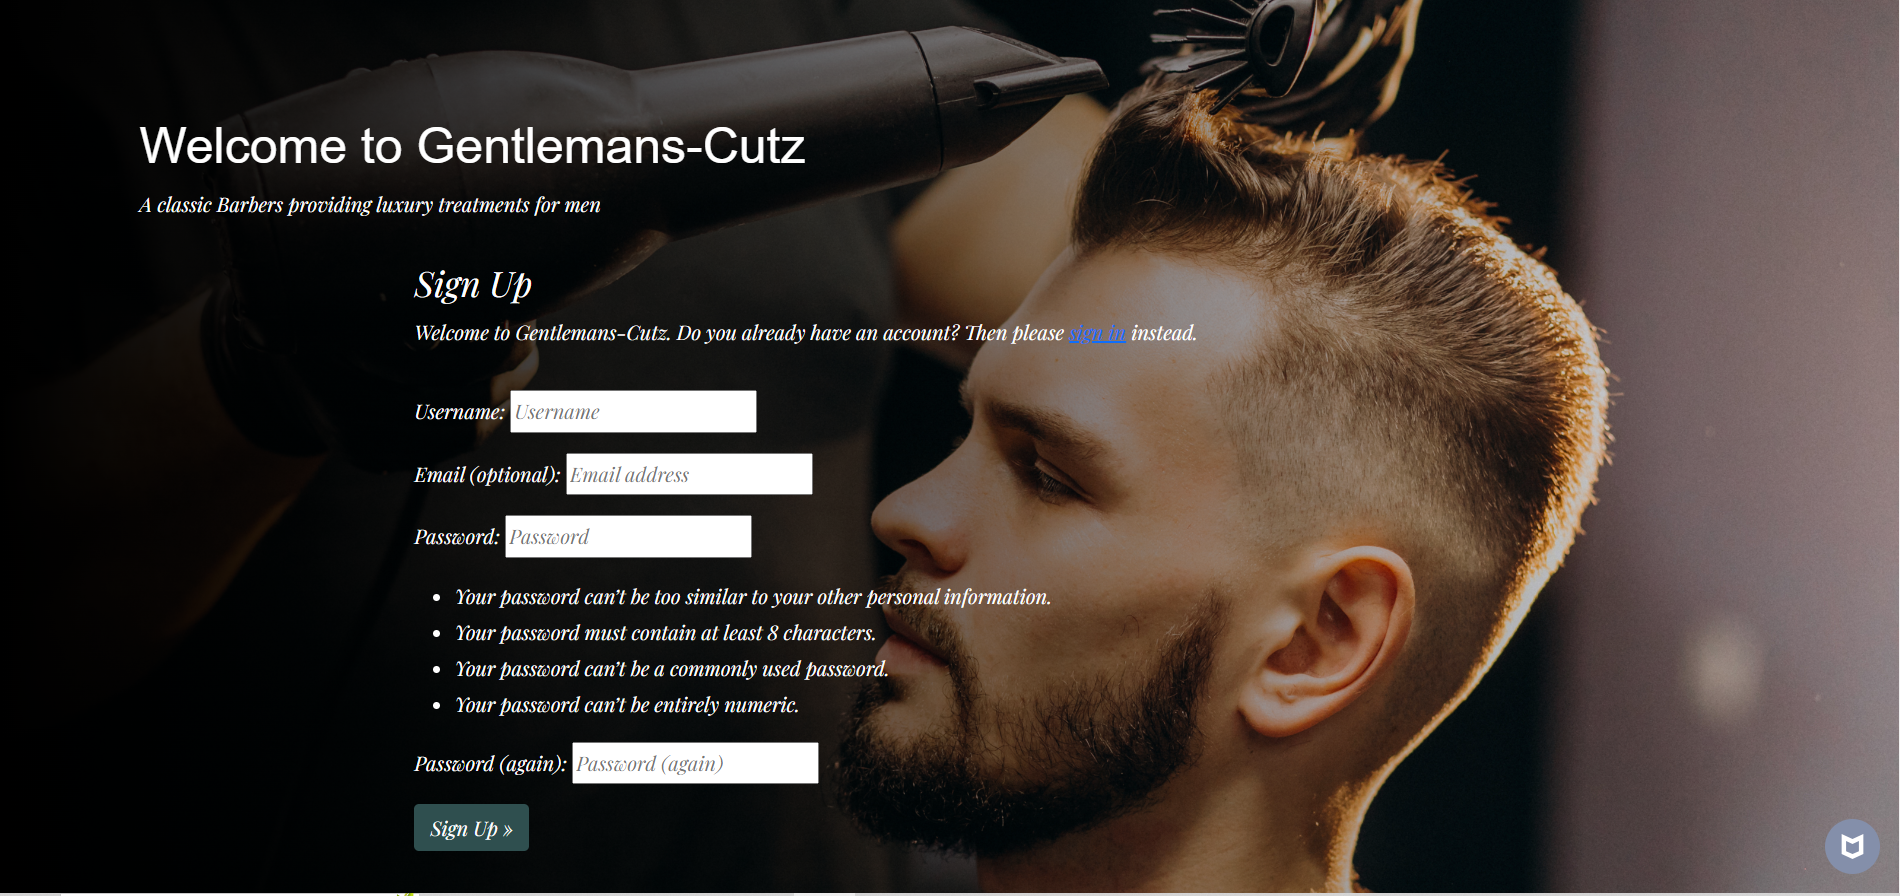 Welcome to Gentlemans-Cutz
A classic Barbers providing luxury treatments for men
Sign Up
Welcome to Gentlemans-Cutz. Do you already have an account? Then please sign in instead.
Username: Username
Email (optional): Email address
Password: Password
• Your password can't be too similar to your other personal information.
• Your password must contain at least 8 characters.
• Your password can't be a commonly used password.
• Your password can't be entirely numeric.
Password (again): Password (again)
Sign Up »